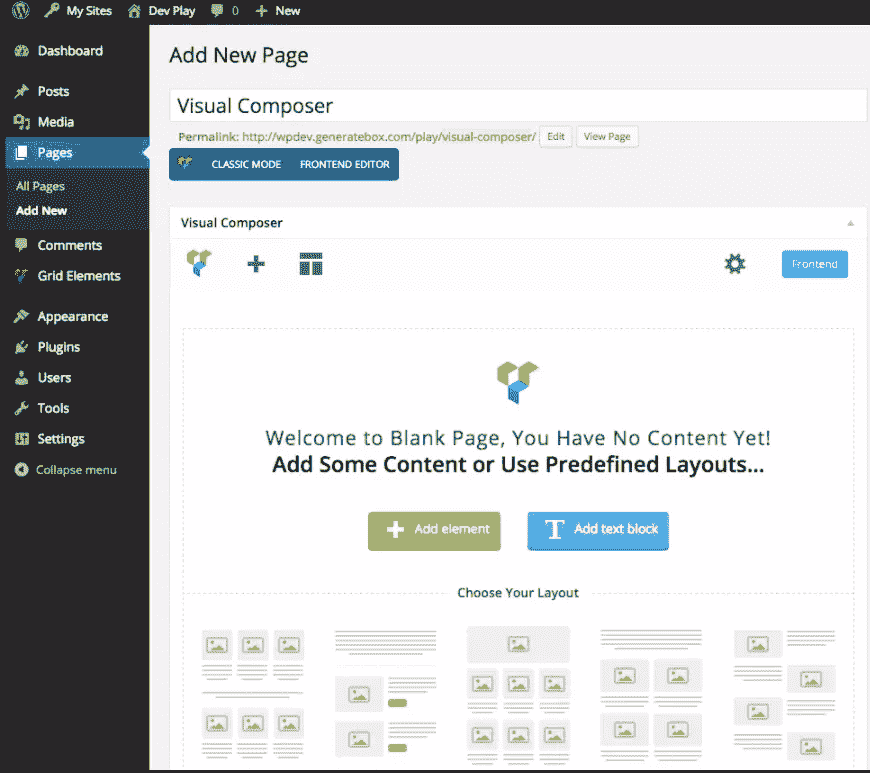 My Sites Dev Play 0 New
Dashboard
Posts
Media
Pages
All Pages
Add New
Comments
Grid Elements
Appearance
Plugins
Users
Tools
Settings
Collapse menu
Add New Page
Visual Composer
Permalink: http://wpdev.generatebox.com/play/visual-composer/ Edit View Page
CLASSIC MODE FRONTEND EDITOR
Visual Composer
Frontend
Welcome to Blank Page, You Have No Content Yet!
Add Some Content or Use Predefined Layouts...
Add element T Add text block
Choose Your Layout